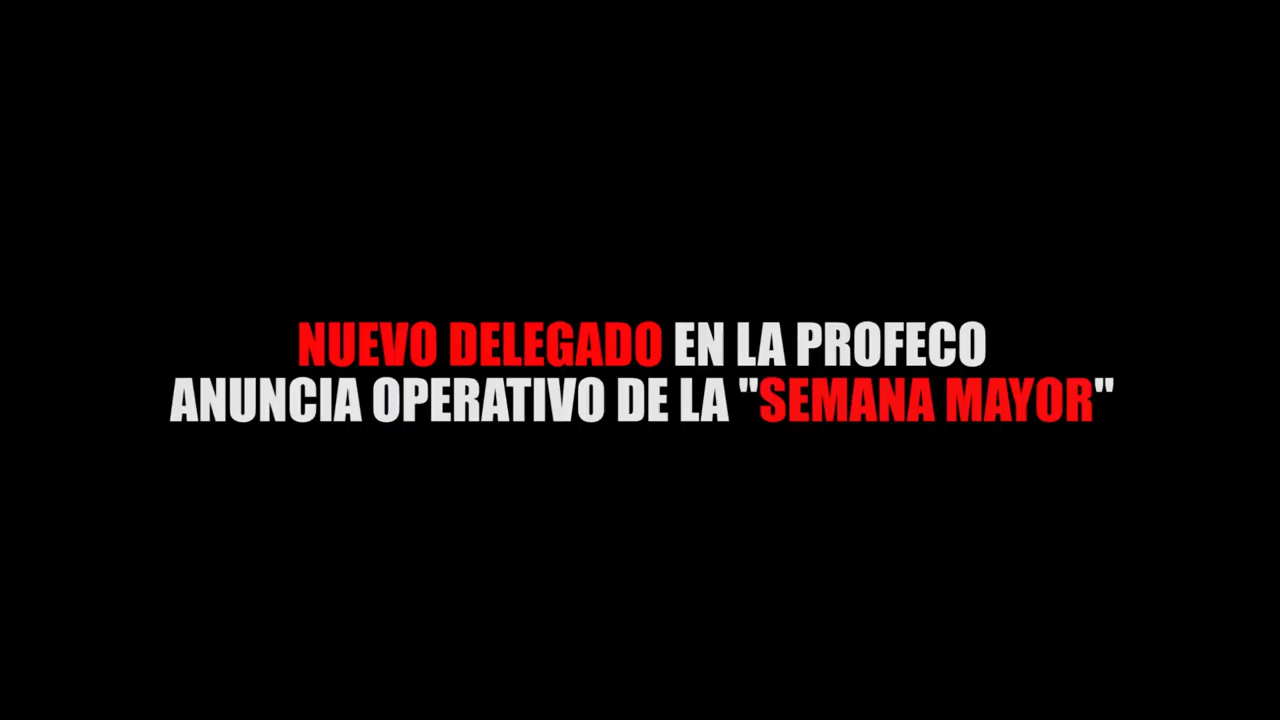 NUEVO DELEGADO EN LA PROFECO
ANUNCIA OPERATIVO DE LA "SEMANA MAYOR"